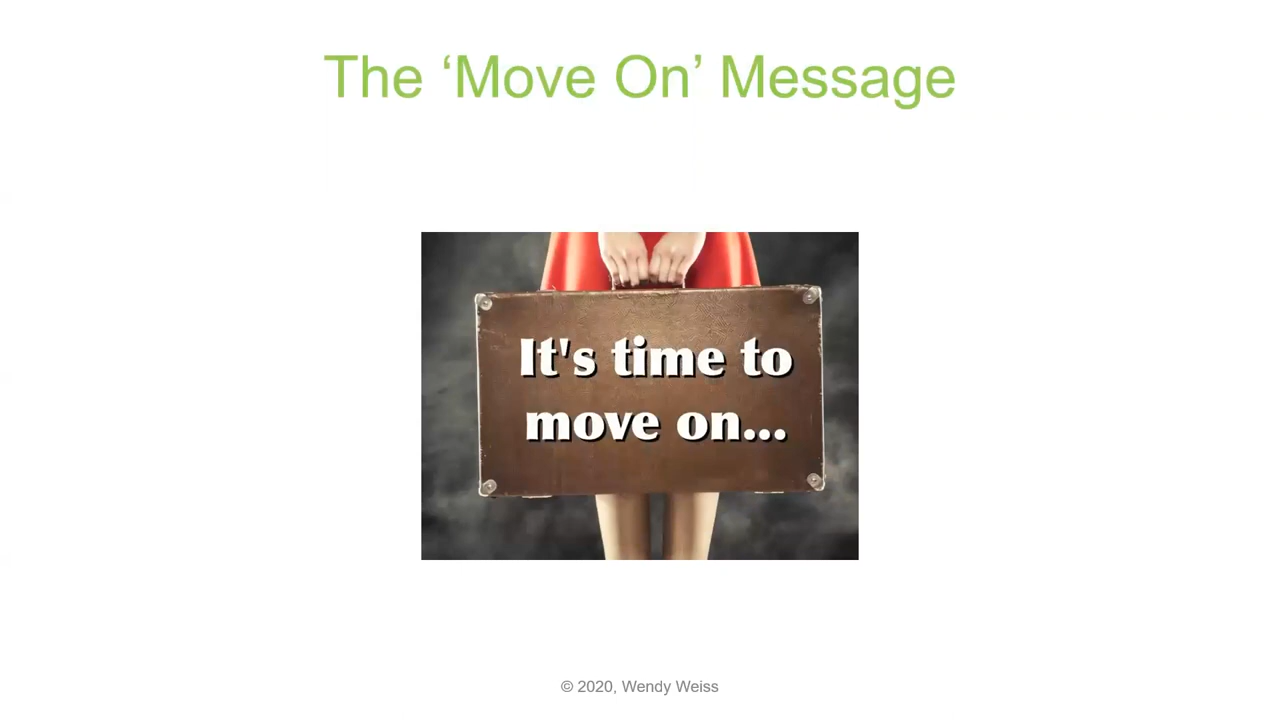 The ‘Move On’ Message
It's time to
move on...
© 2020, Wendy Weiss